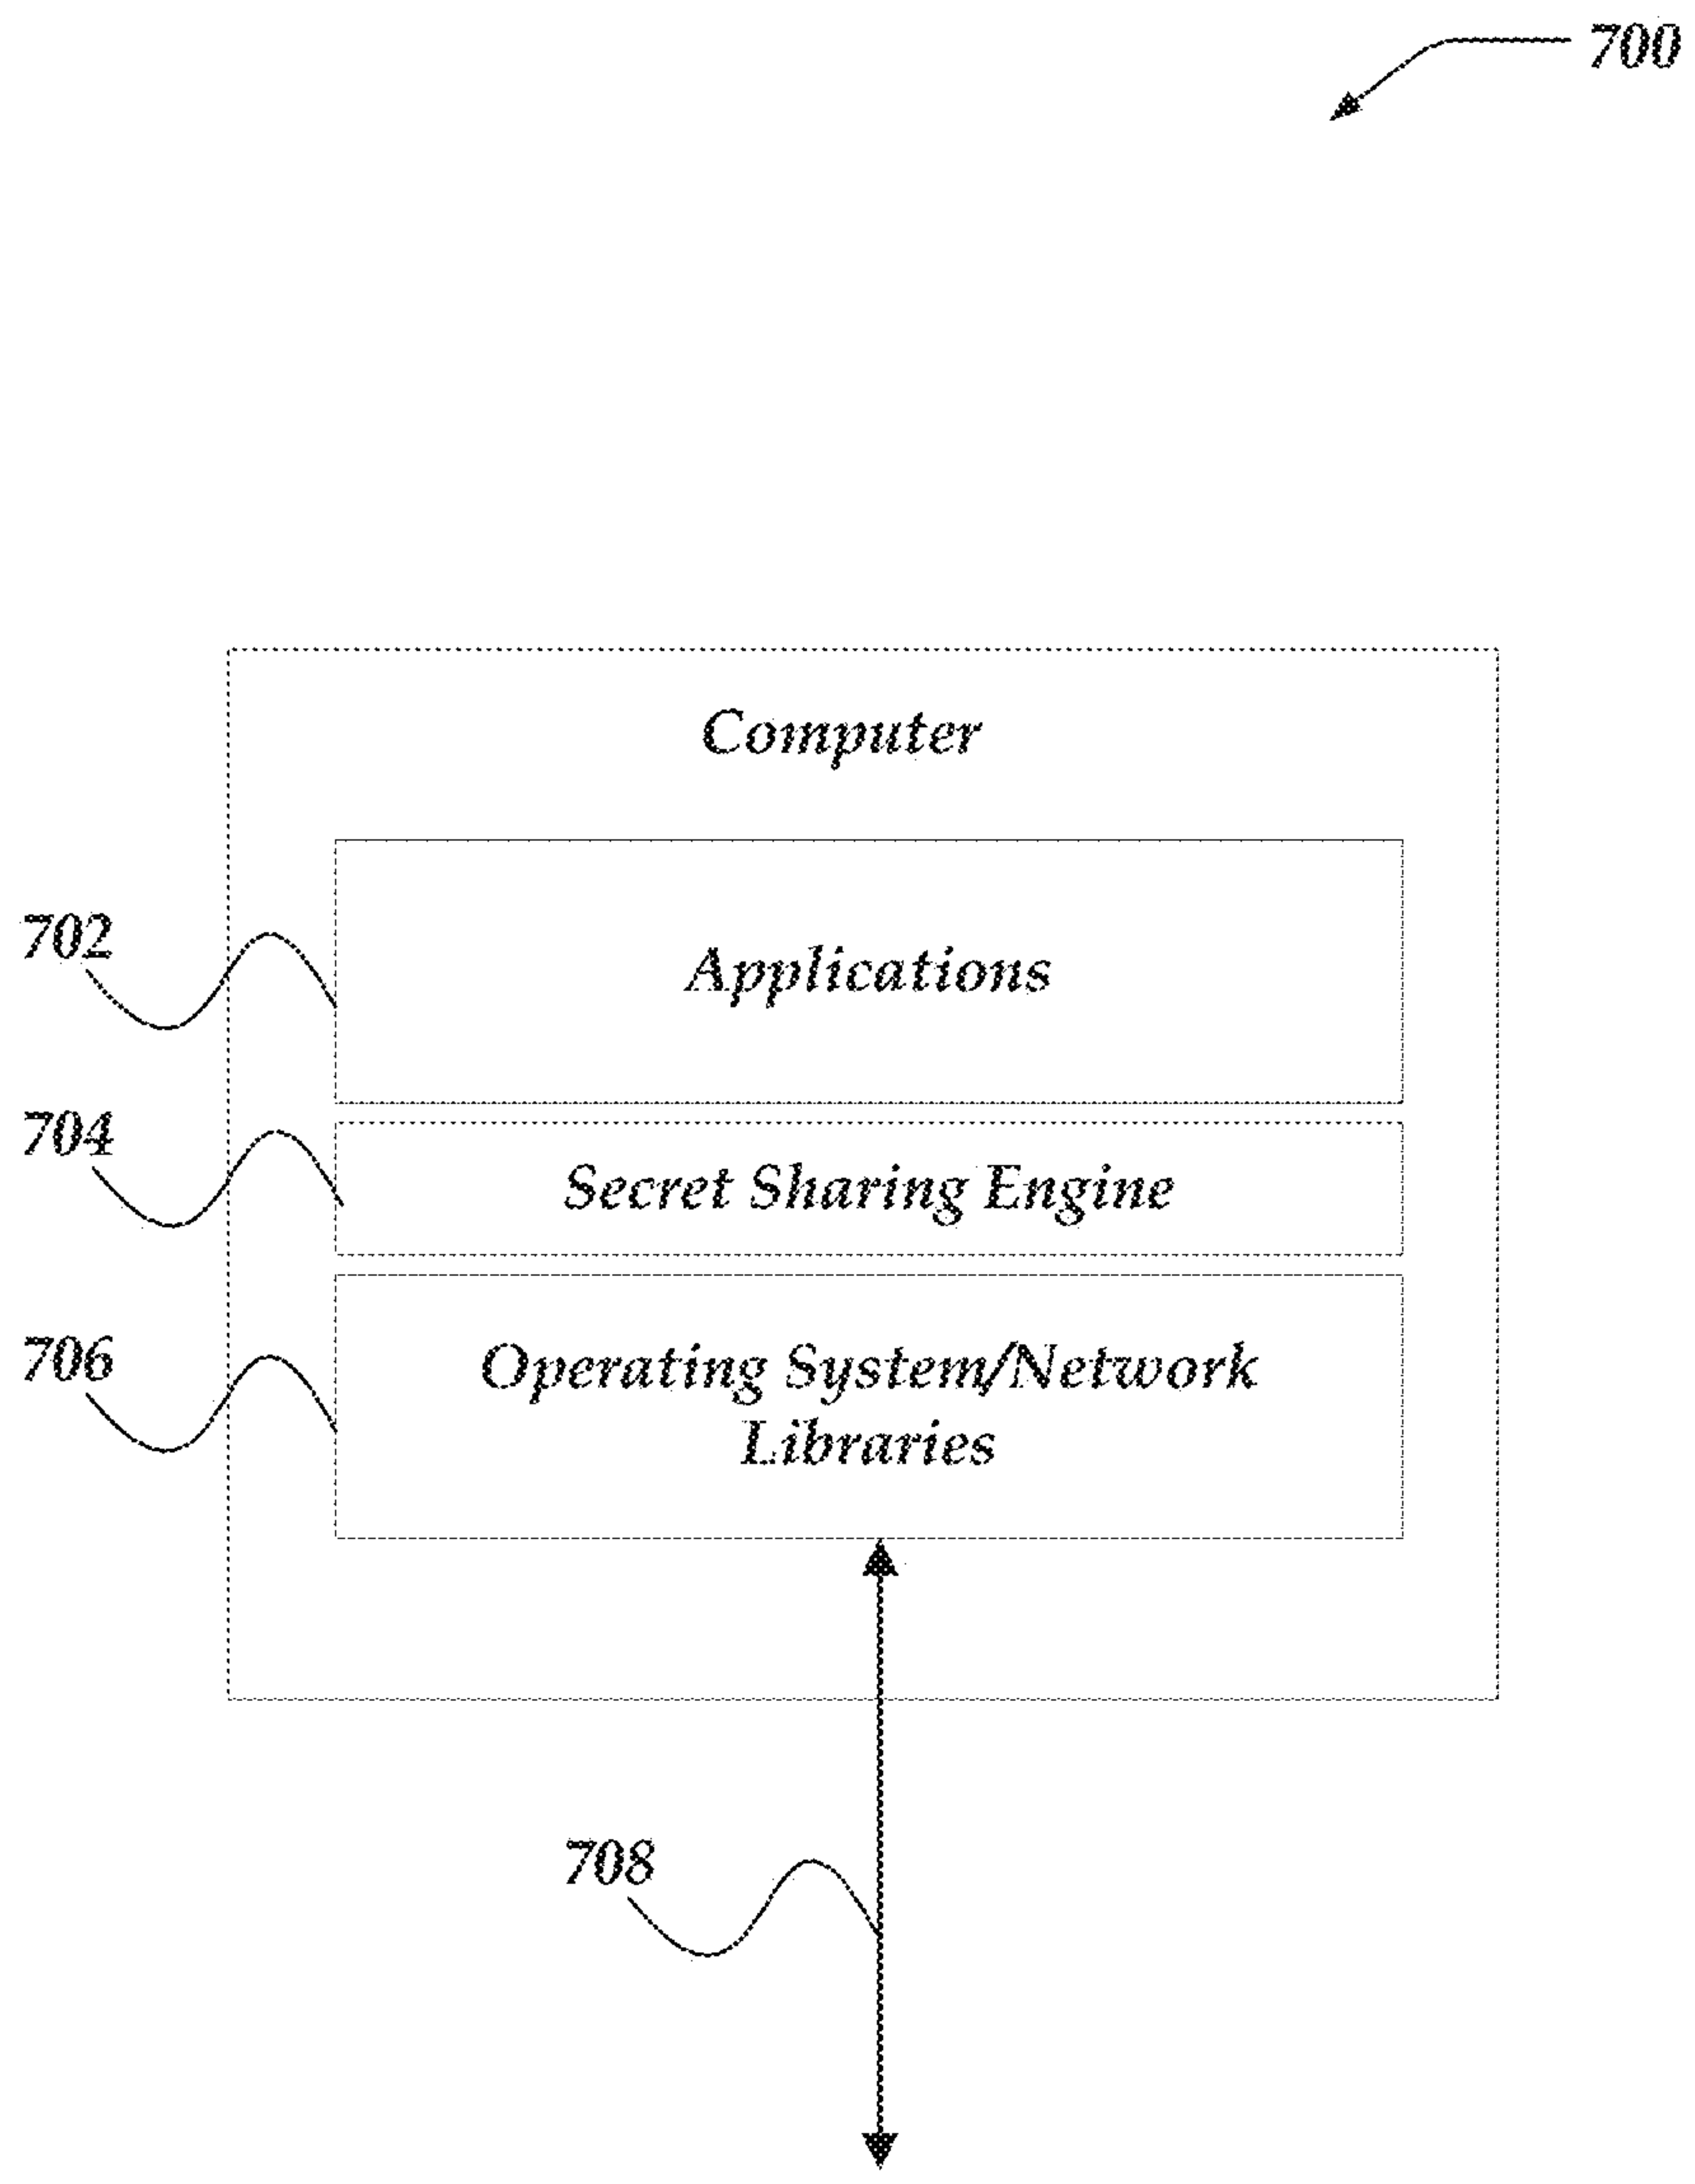 700
Computer
702
Applications
704
Secret Sharing Engine
706
Operating System/Network
Libraries
708